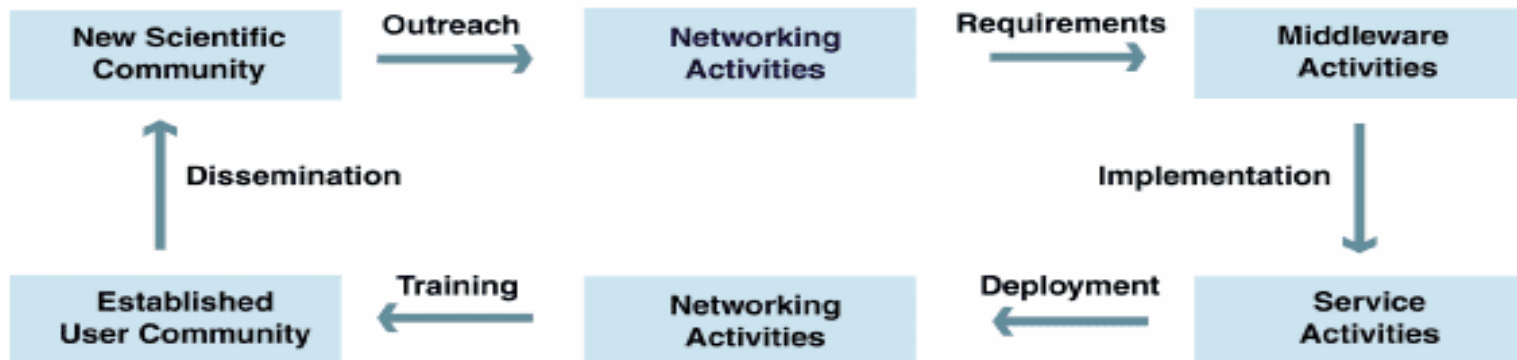 New Scientific
Community
Outreach
Networking
Activities
Requirements
Middleware
Activities
Dissemination
Implementation
Established
User Community
Training
Networking
Activities
Deployment
Service
Activities